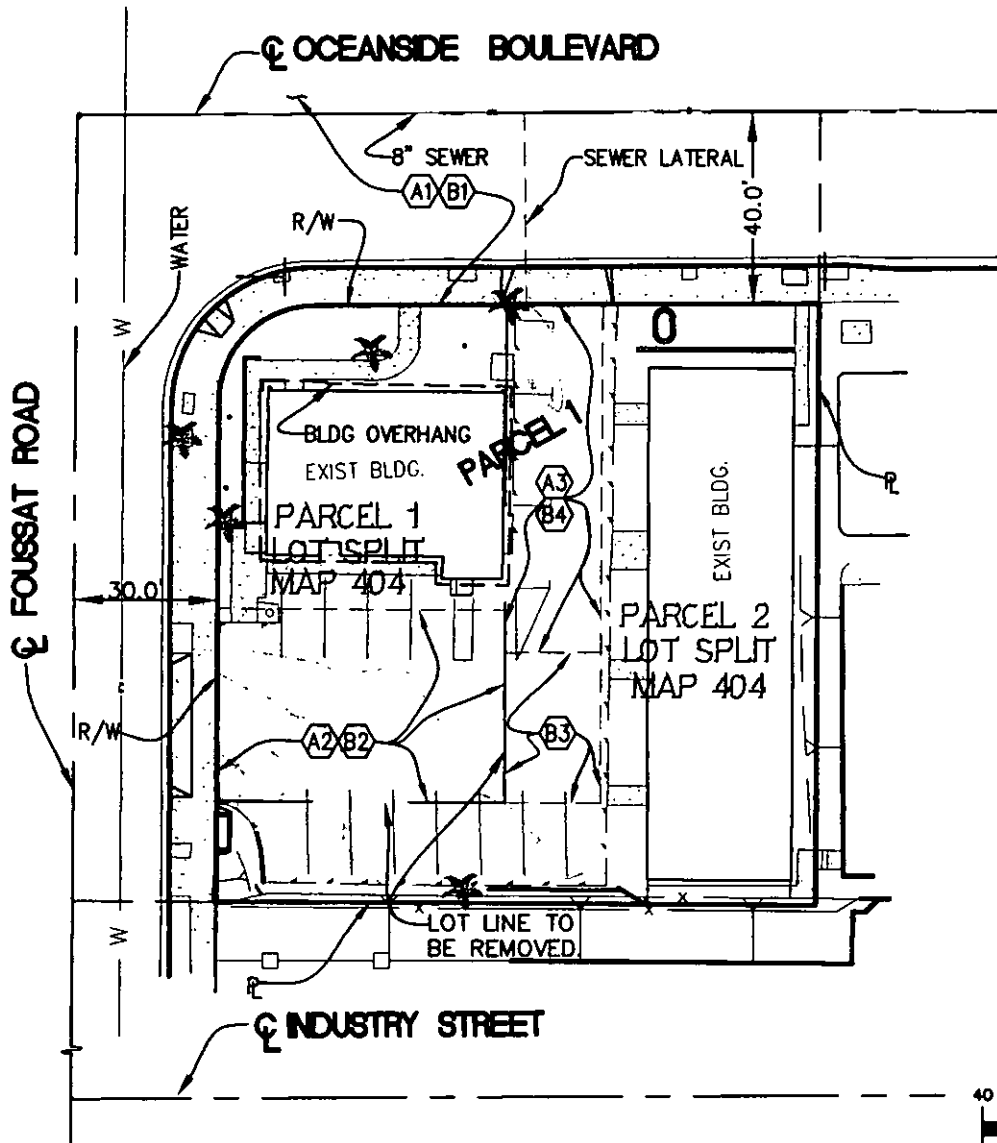 ℄ OCEANSIDE BOULEVARD
8" SEWER
SEWER LATERAL
A1 B1
40.0'
R/W
WATER
W
BLDG OVERHANG
EXIST BLDG.
PARCEL 1
PARCEL 1
LOT SPLIT
MAP 404
A3
B4
EXIST BLDG.
℄ FOUSSAT ROAD
30.0'
PARCEL 2
LOT SPLIT
MAP 404
R/W
A2 B2
B3
LOT LINE TO
BE REMOVED
W
℄ INDUSTRY STREET
40